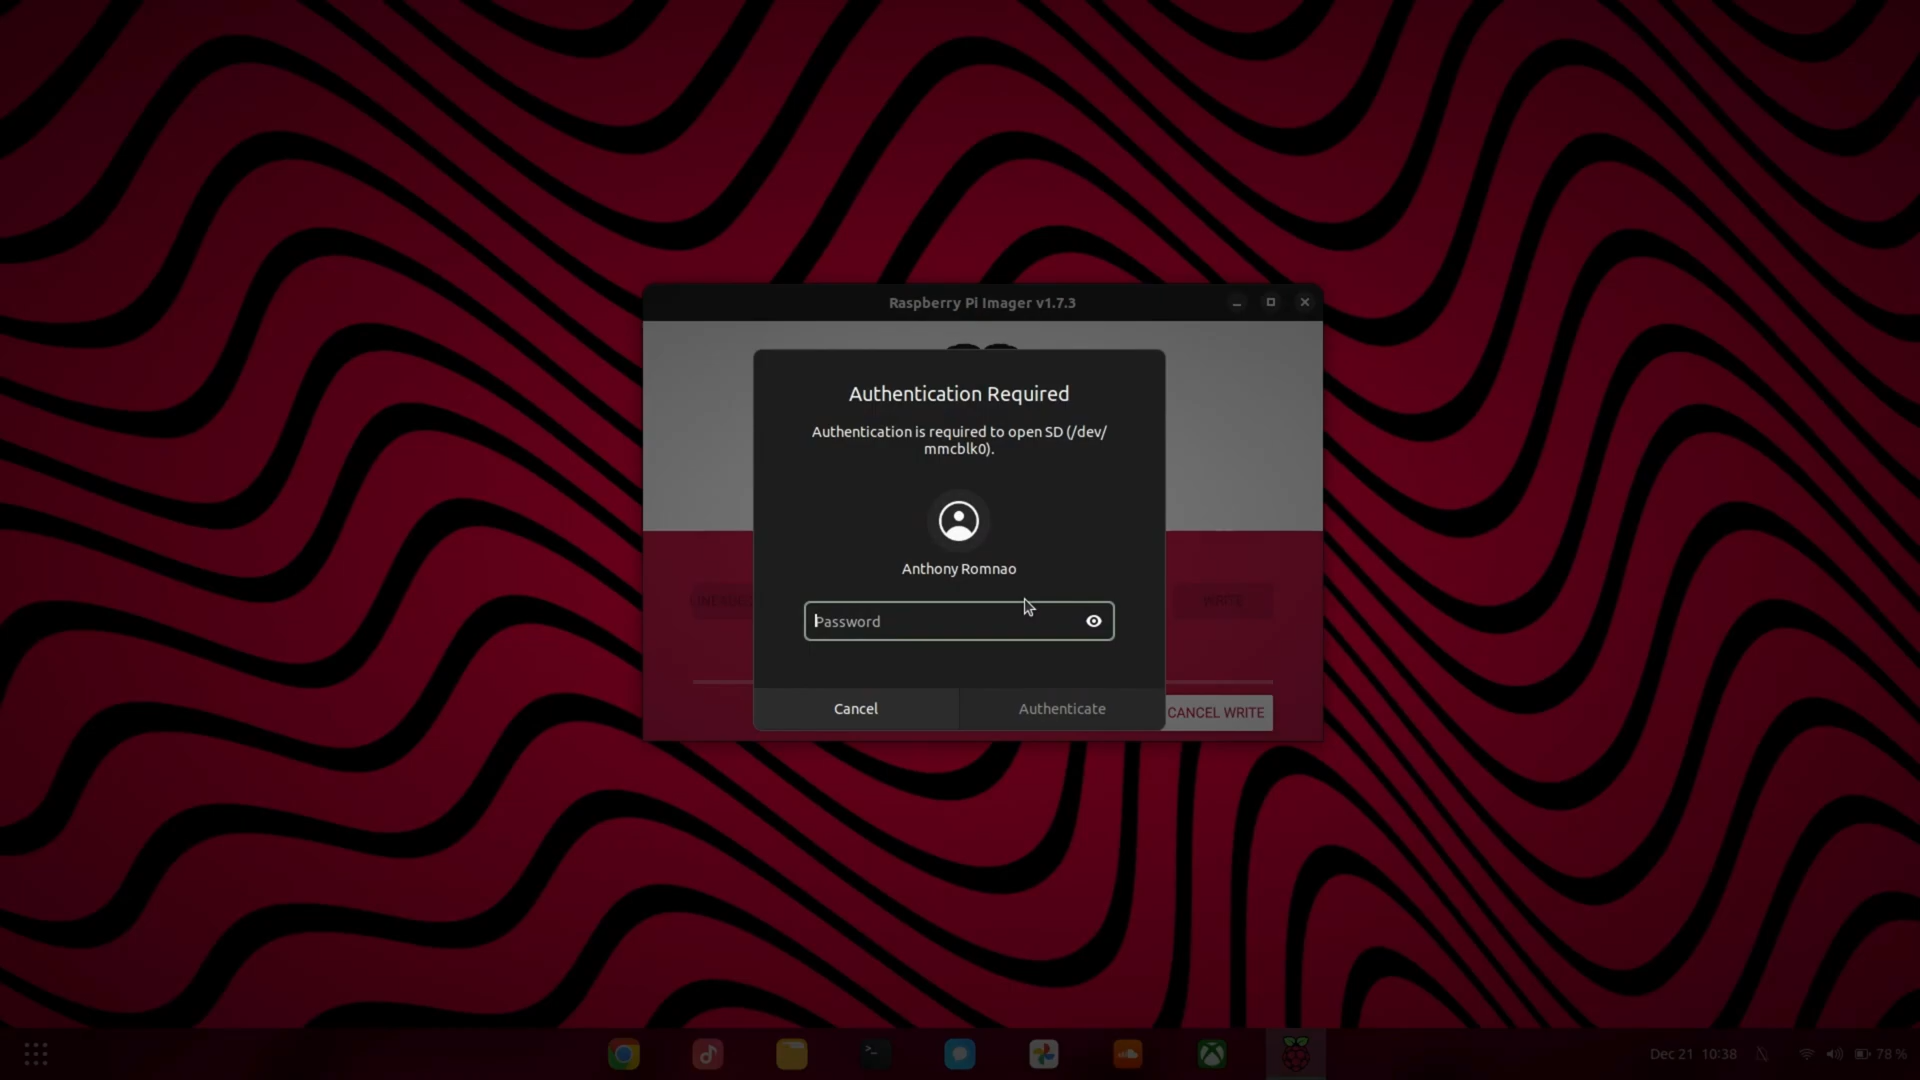 Raspberry Pi Imager v1.7.3
Authentication Required
Authentication is required to open SD (/dev/
mmcblk0).
Anthony Romnao
WRITE
Password
Cancel
Authenticate
CANCEL WRITE
Dec 21 10:38
78 %